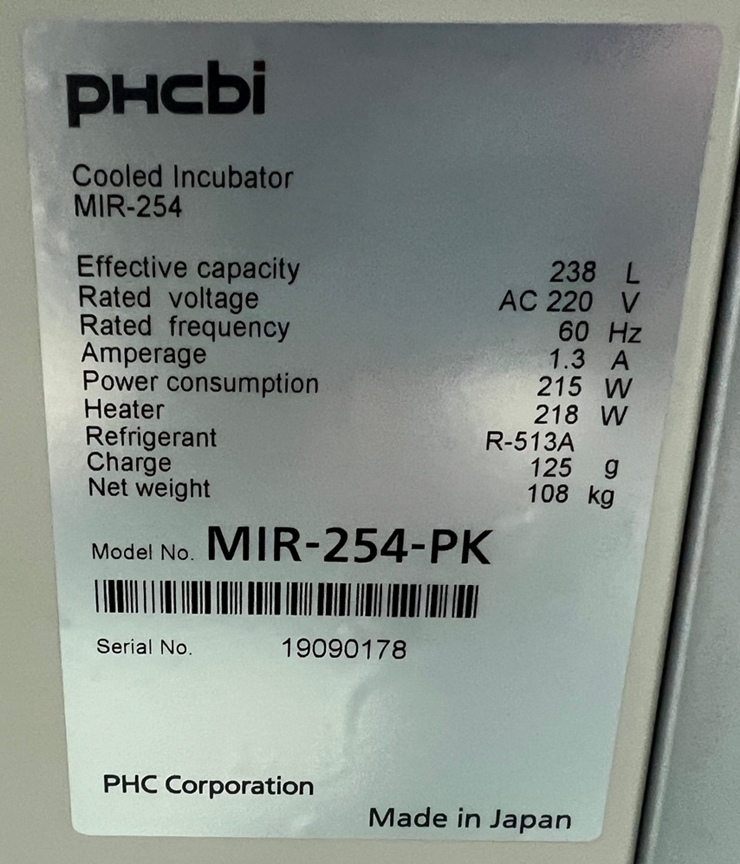 PHCbi
Cooled Incubator
MIR-254
Effective capacity 238 L
Rated voltage AC 220 V
Rated frequency 60 Hz
Amperage 1.3 A
Power consumption 215 W
Heater 218 W
Refrigerant R-513A
Charge 125 g
Net weight 108 kg
Model No. MIR-254-PK
Serial No. 19090178
PHC Corporation
Made in Japan